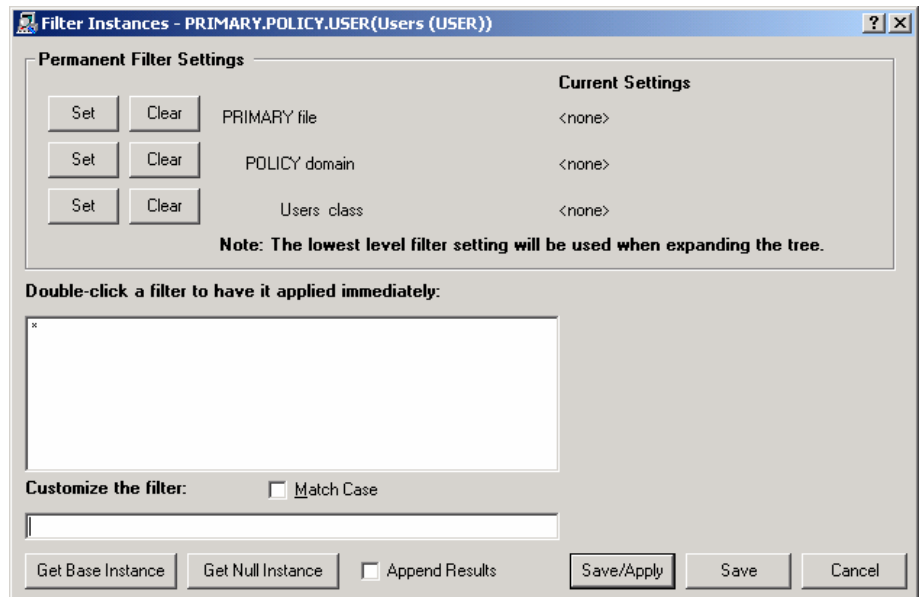 Filter Instances - PRIMARY.POLICY.USER(Users (USER))
Permanent Filter Settings
Current Settings
Set Clear PRIMARY file <none>
Set Clear POLICY domain <none>
Set Clear Users class <none>
Note: The lowest level filter setting will be used when expanding the tree.
Double-click a filter to have it applied immediately:
*
Customize the filter: Match Case
Get Base Instance Get Null Instance Append Results Save/Apply Save Cancel